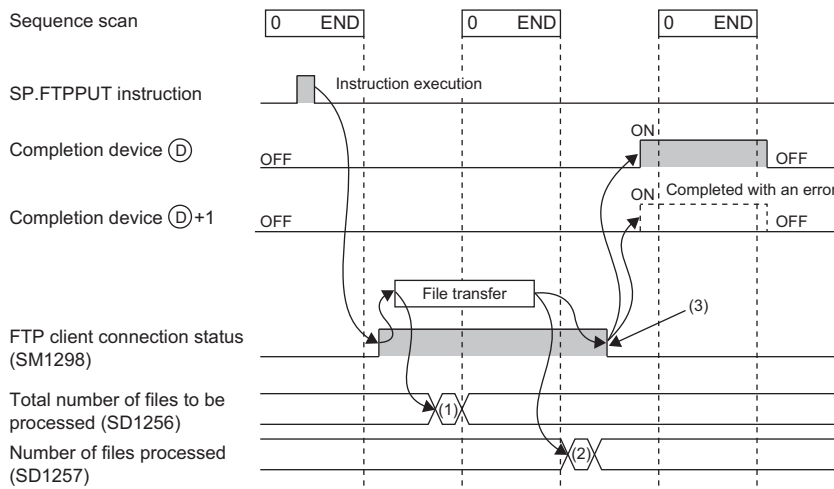 Sequence scan
0 END 0 END 0 END
SP.FTPPUT instruction
Instruction execution
ON
Completion device Ⓓ
OFF OFF
ON Completed with an error
Completion device Ⓓ+1
OFF OFF
File transfer
(3)
FTP client connection status
(SM1298)
Total number of files to be
processed (SD1256)
(1)
Number of files processed
(SD1257)
(2)